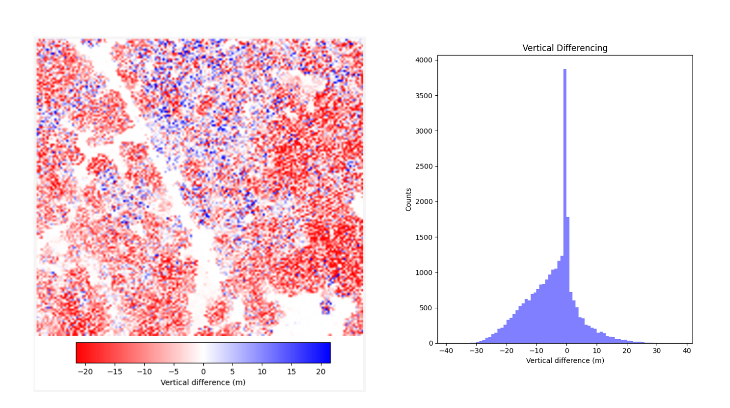 −20 −15 −10 −5 0 5 10 15 20
Vertical difference (m)
Vertical Differencing
4000
3500
3000
2500
2000
1500
1000
500
0
Counts
−40 −30 −20 −10 0 10 20 30 40
Vertical difference (m)